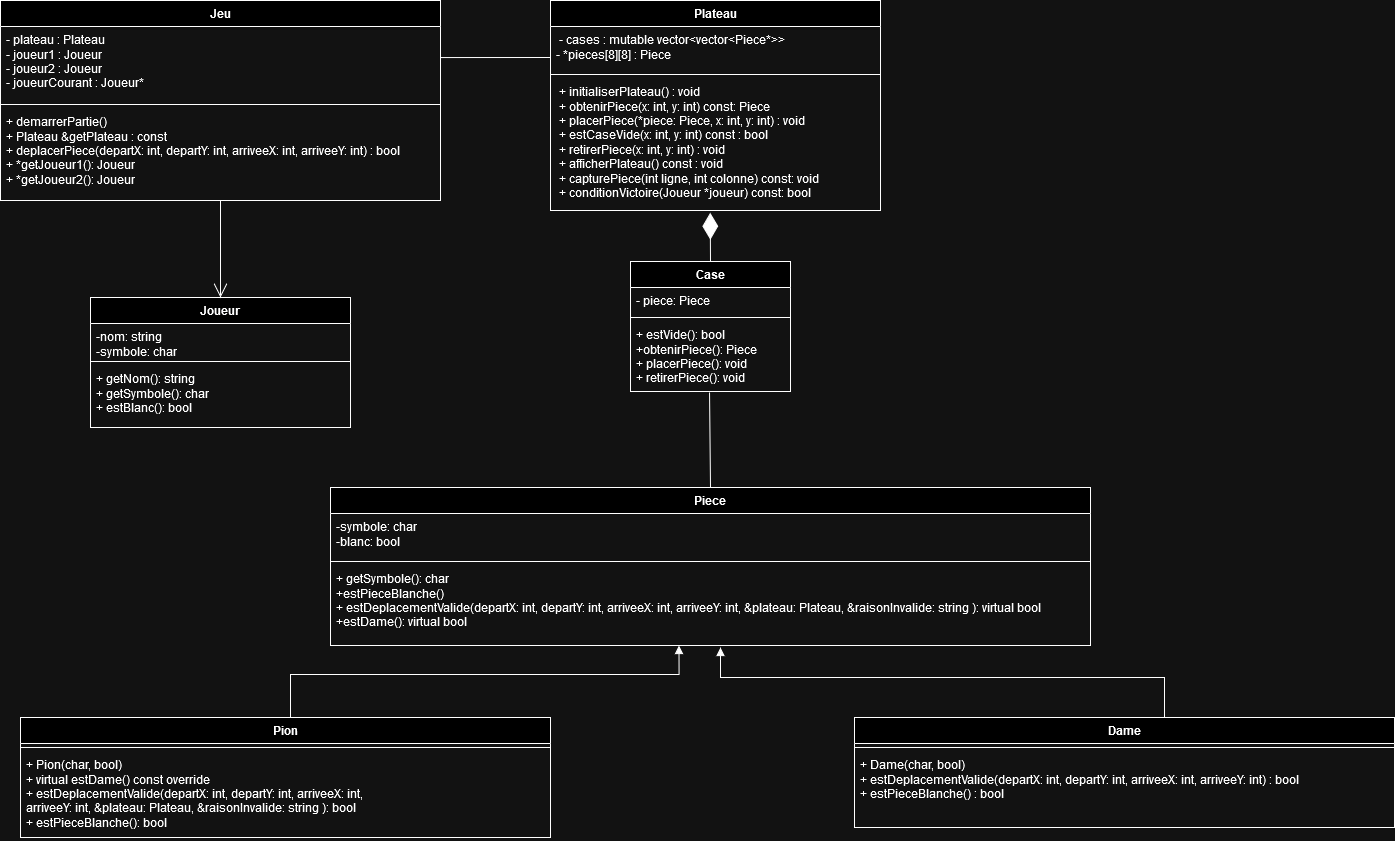 Jeu
- plateau : Plateau
- joueur1 : Joueur
- joueur2 : Joueur
- joueurCourant : Joueur*
+ demarrerPartie()
+ Plateau &getPlateau : const
+ deplacerPiece(departX: int, departY: int, arriveeX: int, arriveeY: int) : bool
+ *getJoueur1(): Joueur
+ *getJoueur2(): Joueur
Plateau
- cases : mutable vector<vector<Piece*>>
- *pieces[8][8] : Piece
+ initialiserPlateau() : void
+ obtenirPiece(x: int, y: int) const: Piece
+ placerPiece(*piece: Piece, x: int, y: int) : void
+ estCaseVide(x: int, y: int) const : bool
+ retirerPiece(x: int, y: int) : void
+ afficherPlateau() const : void
+ capturePiece(int ligne, int colonne) const: void
+ conditionVictoire(Joueur *joueur) const: bool
Joueur
-nom: string
-symbole: char
+ getNom(): string
+ getSymbole(): char
+ estBlanc(): bool
Case
- piece: Piece
+ estVide(): bool
+obtenirPiece(): Piece
+ placerPiece(): void
+ retirerPiece(): void
Piece
-symbole: char
-blanc: bool
+ getSymbole(): char
+estPieceBlanche()
+ estDeplacementValide(departX: int, departY: int, arriveeX: int, arriveeY: int, &plateau: Plateau, &raisonInvalide: string ): virtual bool
+estDame(): virtual bool
Pion
+ Pion(char, bool)
+ virtual estDame() const override
+ estDeplacementValide(departX: int, departY: int, arriveeX: int,
arriveeY: int, &plateau: Plateau, &raisonInvalide: string ): bool
+ estPieceBlanche(): bool
Dame
+ Dame(char, bool)
+ estDeplacementValide(departX: int, departY: int, arriveeX: int, arriveeY: int) : bool
+ estPieceBlanche() : bool